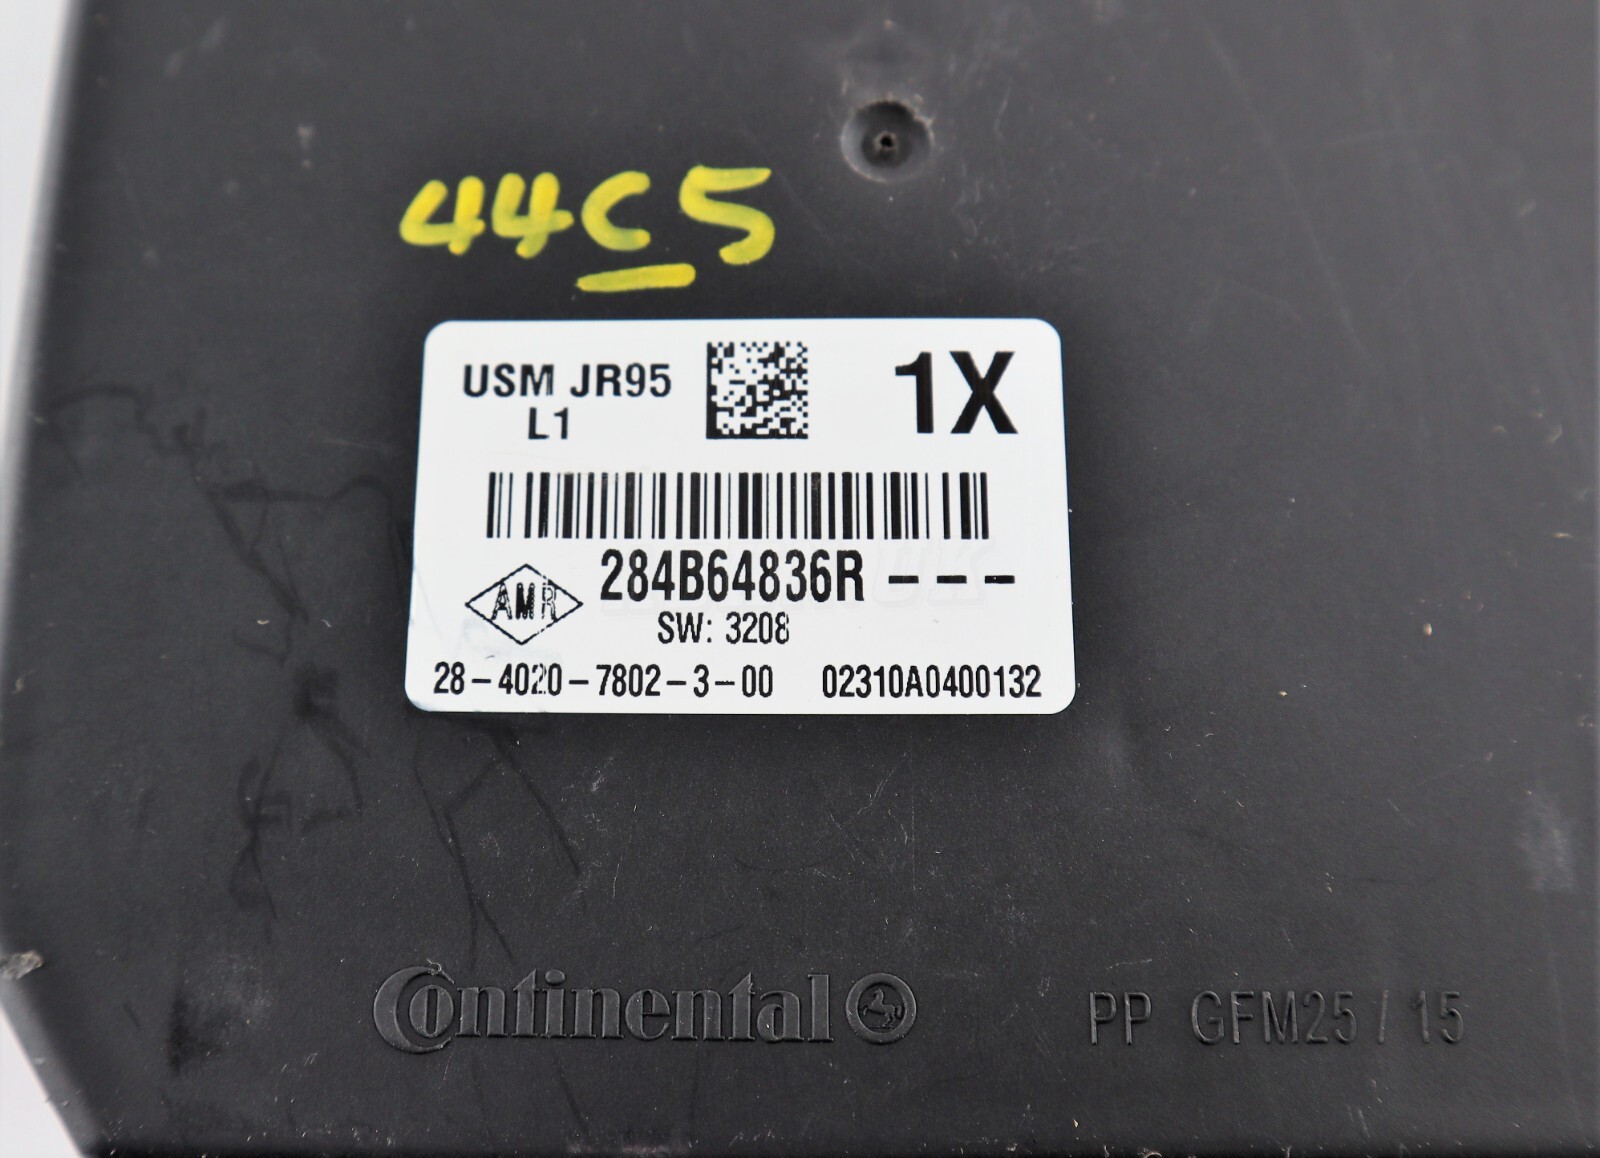 44C5
USM JR95
L1
1X
284B64836R - - -
AMR
SW: 3208
28-4020-7802-3-00 02310A0400132
Continental
PP GFM25 / 15